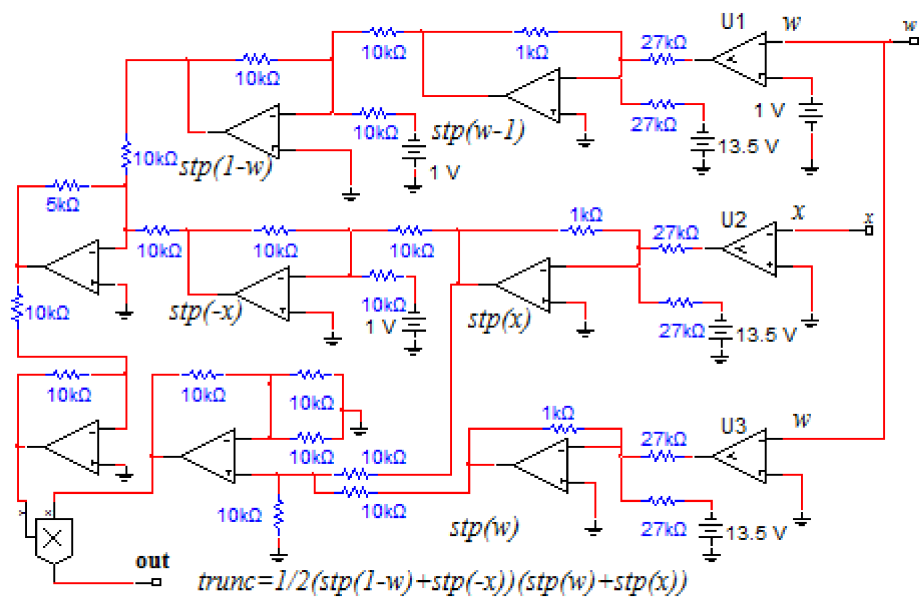 U1 w w
10kΩ 1kΩ 27kΩ
10kΩ
10kΩ 27kΩ 1 V
stp(1-w) stp(w-1) 13.5 V
1 V
10kΩ
5kΩ
1kΩ U2 x x
10kΩ 10kΩ 10kΩ 27kΩ
10kΩ
10kΩ
stp(-x) 1 V stp(x) 27kΩ 13.5 V
10kΩ 10kΩ 10kΩ
1kΩ U3 w
10kΩ 10kΩ 27kΩ
10kΩ 10kΩ
stp(w) 27kΩ 13.5 V
x x
out
trunc=1/2(stp(1-w)+stp(-x))(stp(w)+stp(x))